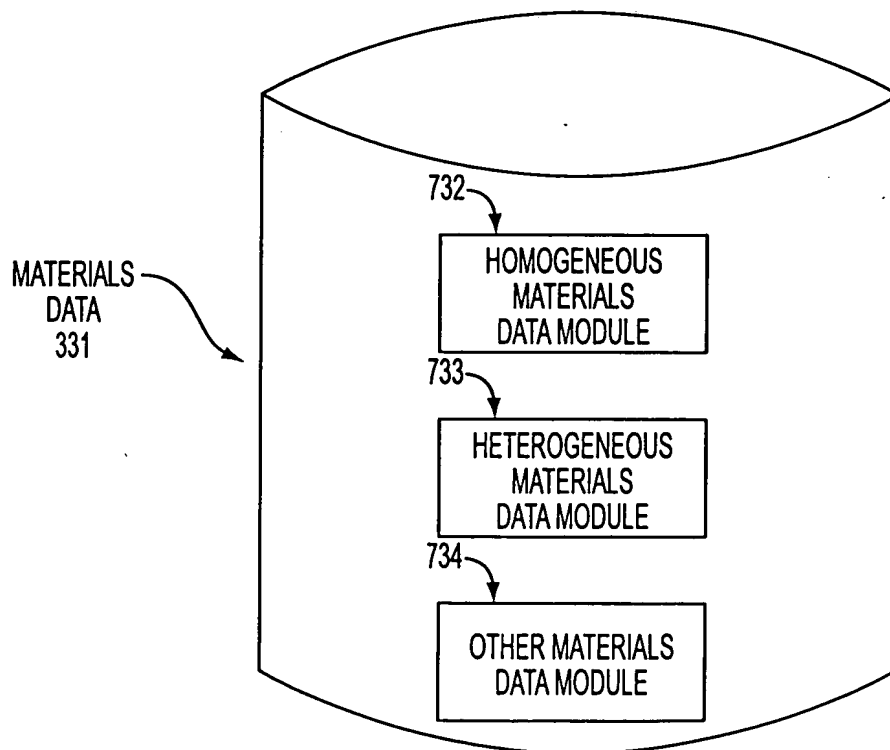 732
HOMOGENEOUS
MATERIALS
DATA MODULE
MATERIALS
DATA
331
733
HETEROGENEOUS
MATERIALS
DATA MODULE
734
OTHER MATERIALS
DATA MODULE